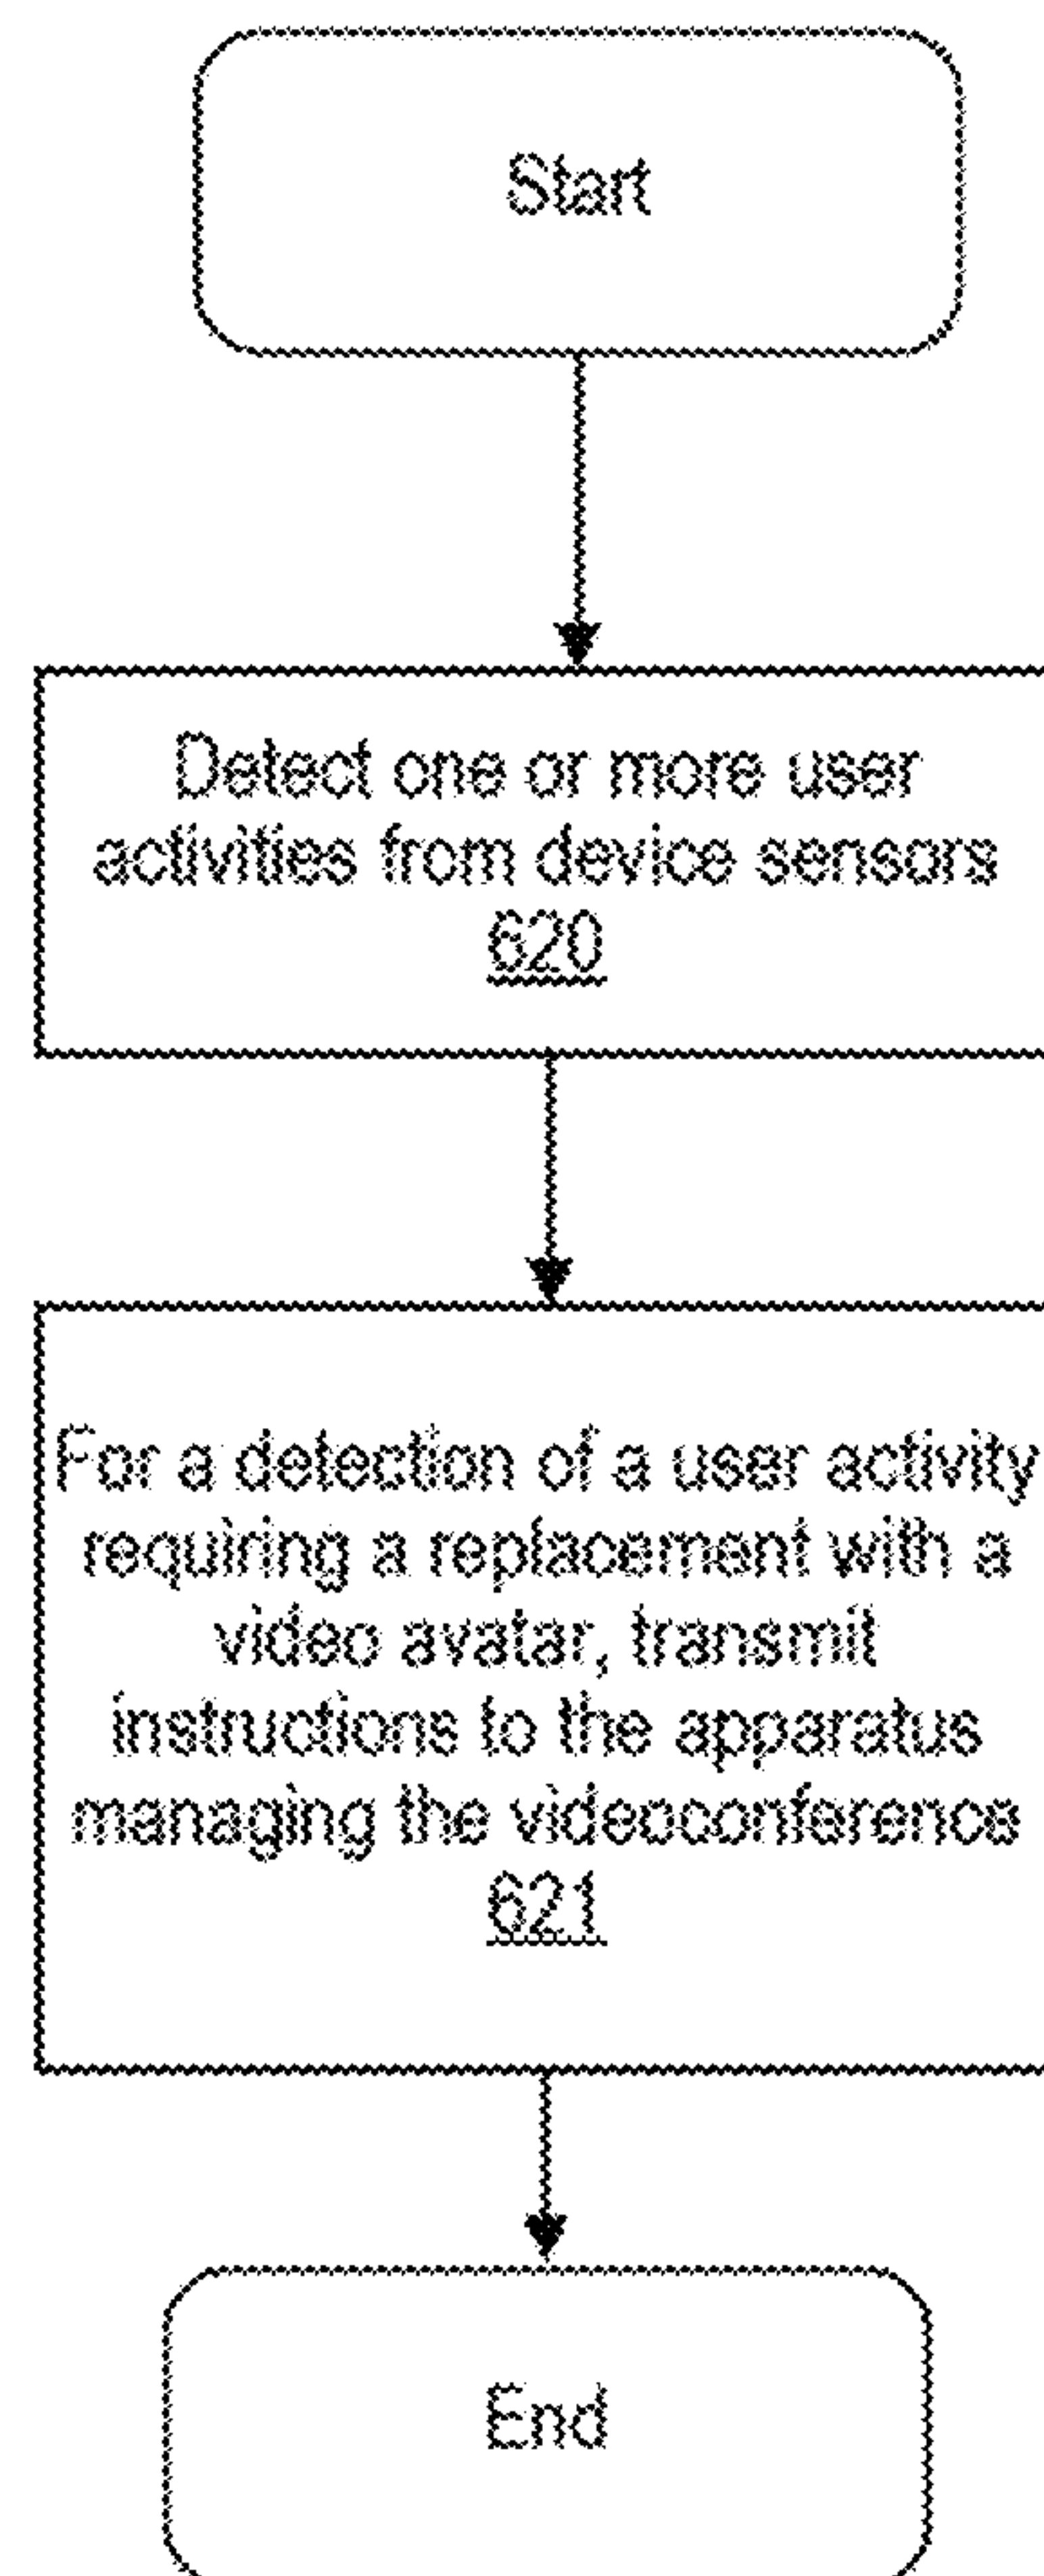 Start
Detect one or more user
activities from device sensors
620
For a detection of a user activity
requiring a replacement with a
video avatar, transmit
instructions to the apparatus
managing the videoconference
621
End